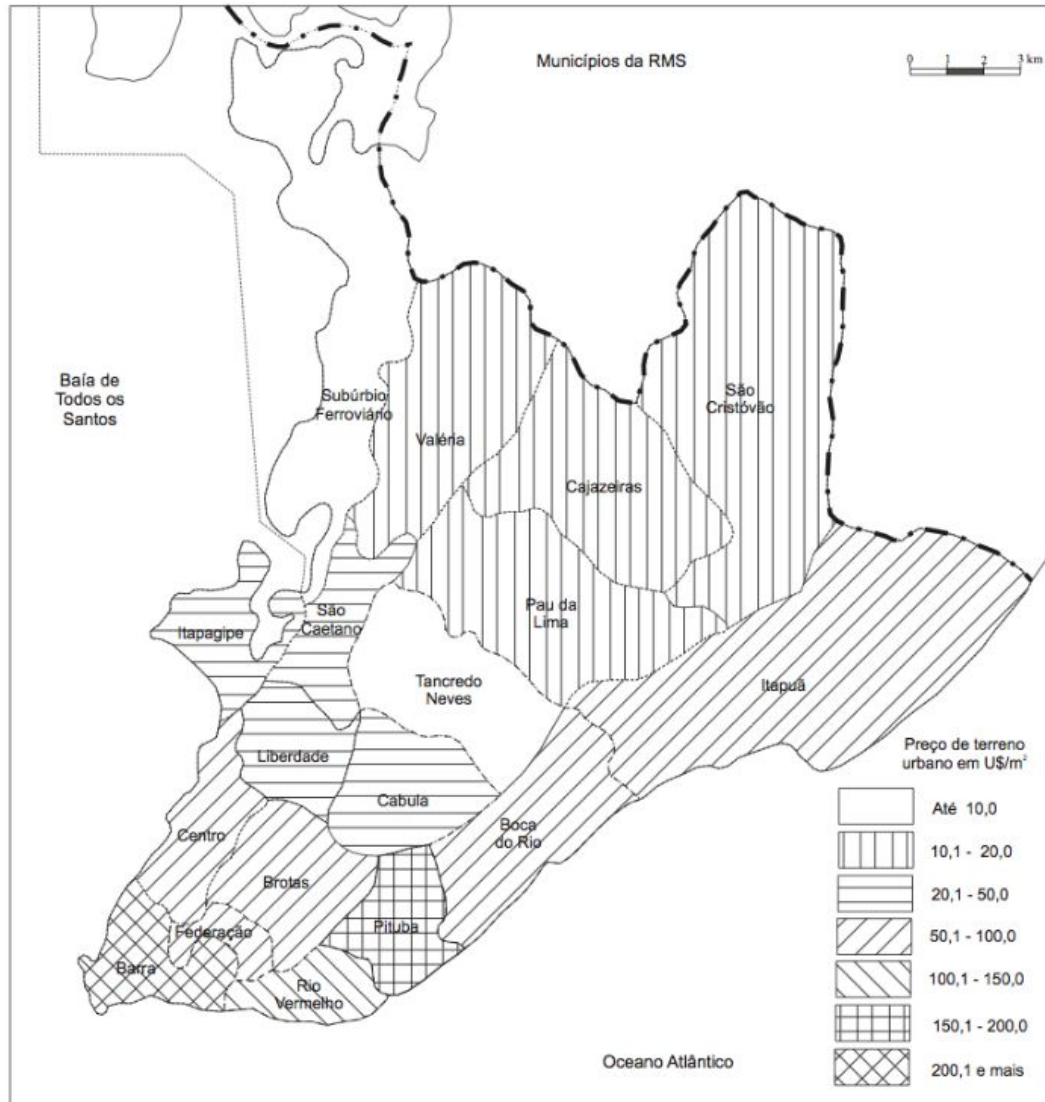 Municípios da RMS
0 1 2 3 km
Baía de
Todos os
Santos
Subúrbio
Ferroviário
Valéria
São
Cristóvão
Cajazeiras
Itapagipe
São
Caetano
Pau da
Lima
Tancredo
Neves
Itapuã
Liberdade
Cabula
Centro
Boca
do Rio
Brotas
Federação
Pituba
Barra
Rio
Vermelho
Oceano Atlântico
Preço de terreno
urbano em U$/m²
Até 10,0
10,1 - 20,0
20,1 - 50,0
50,1 - 100,0
100,1 - 150,0
150,1 - 200,0
200,1 e mais